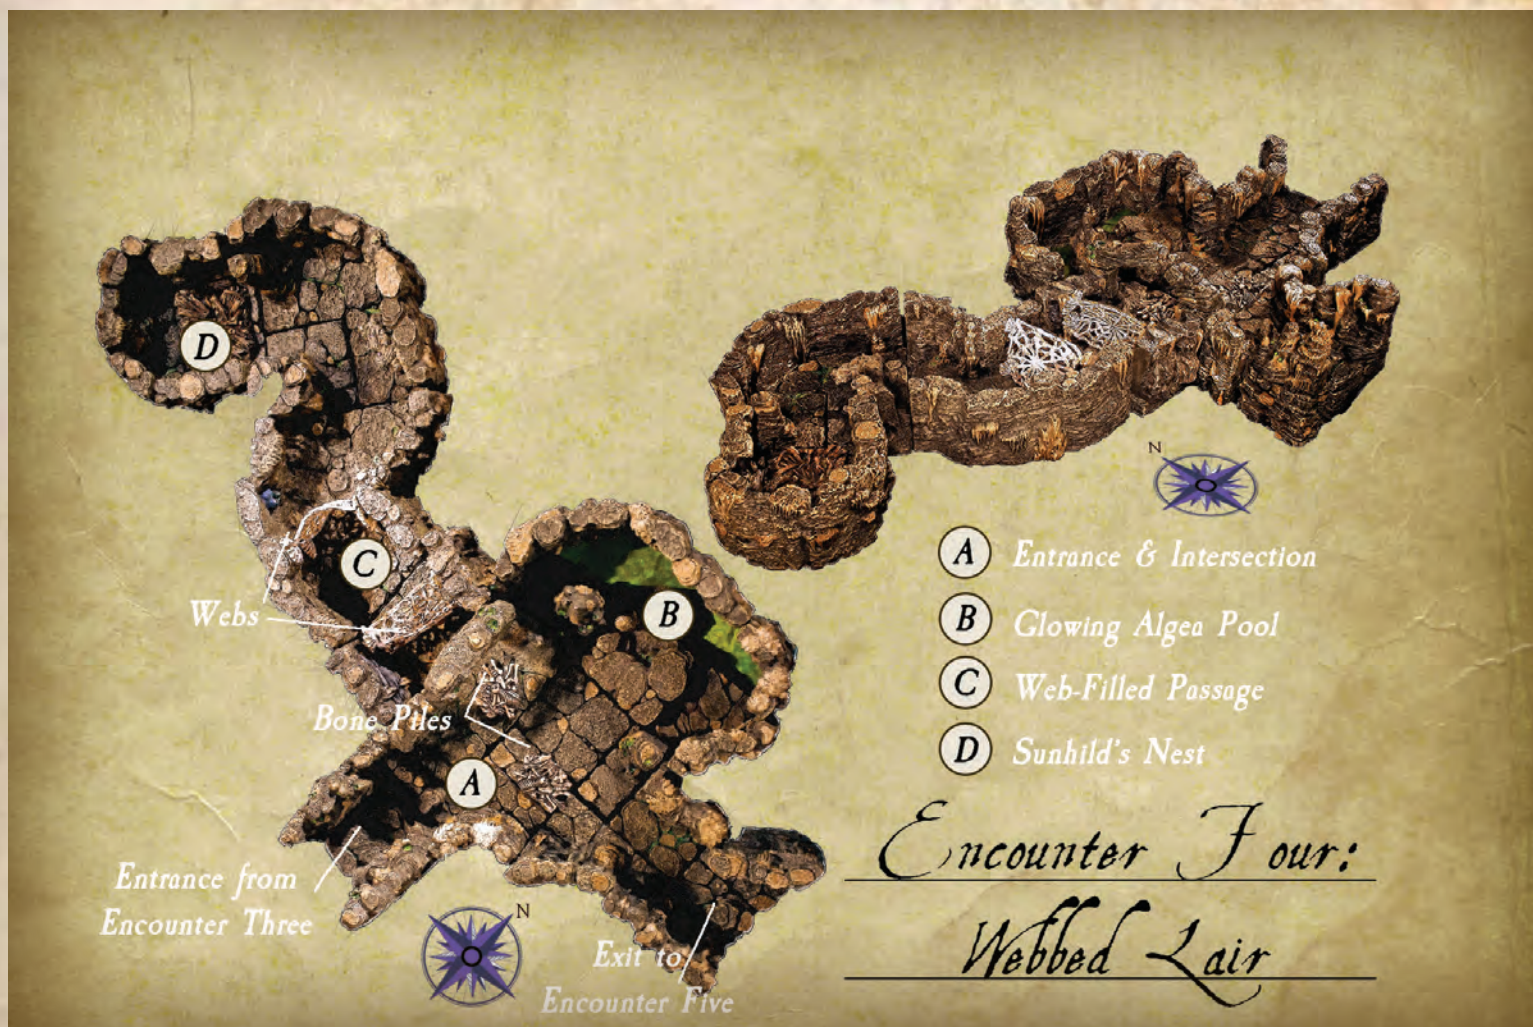 N
D
A Entrance & Intersection
B Glowing Algea Pool
C Web-Filled Passage
D Sunhild's Nest
C
B
Webs
Bone Piles
A
Entrance from
Encounter Three
N
Exit to
Encounter Five
Encounter Four:
Webbed Lair